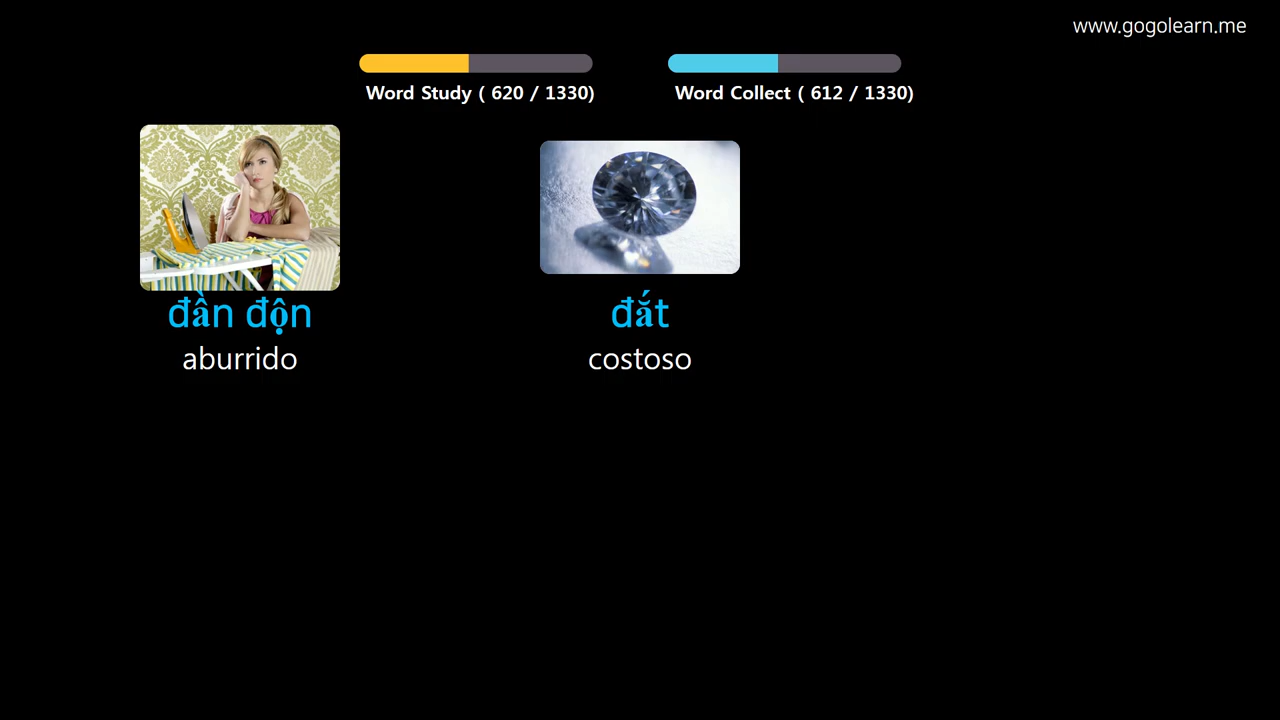 www.gogolearn.me
Word Study ( 620 / 1330)
Word Collect ( 612 / 1330)
đần độn
aburrido
đắt
costoso